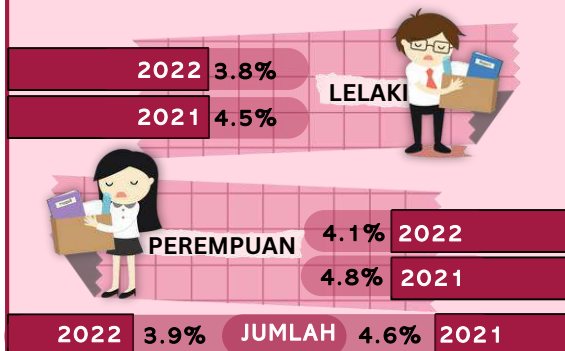 2022 3.8%
LELAKI
2021 4.5%
PEREMPUAN
4.1% 2022
4.8% 2021
2022 3.9% JUMLAH 4.6% 2021